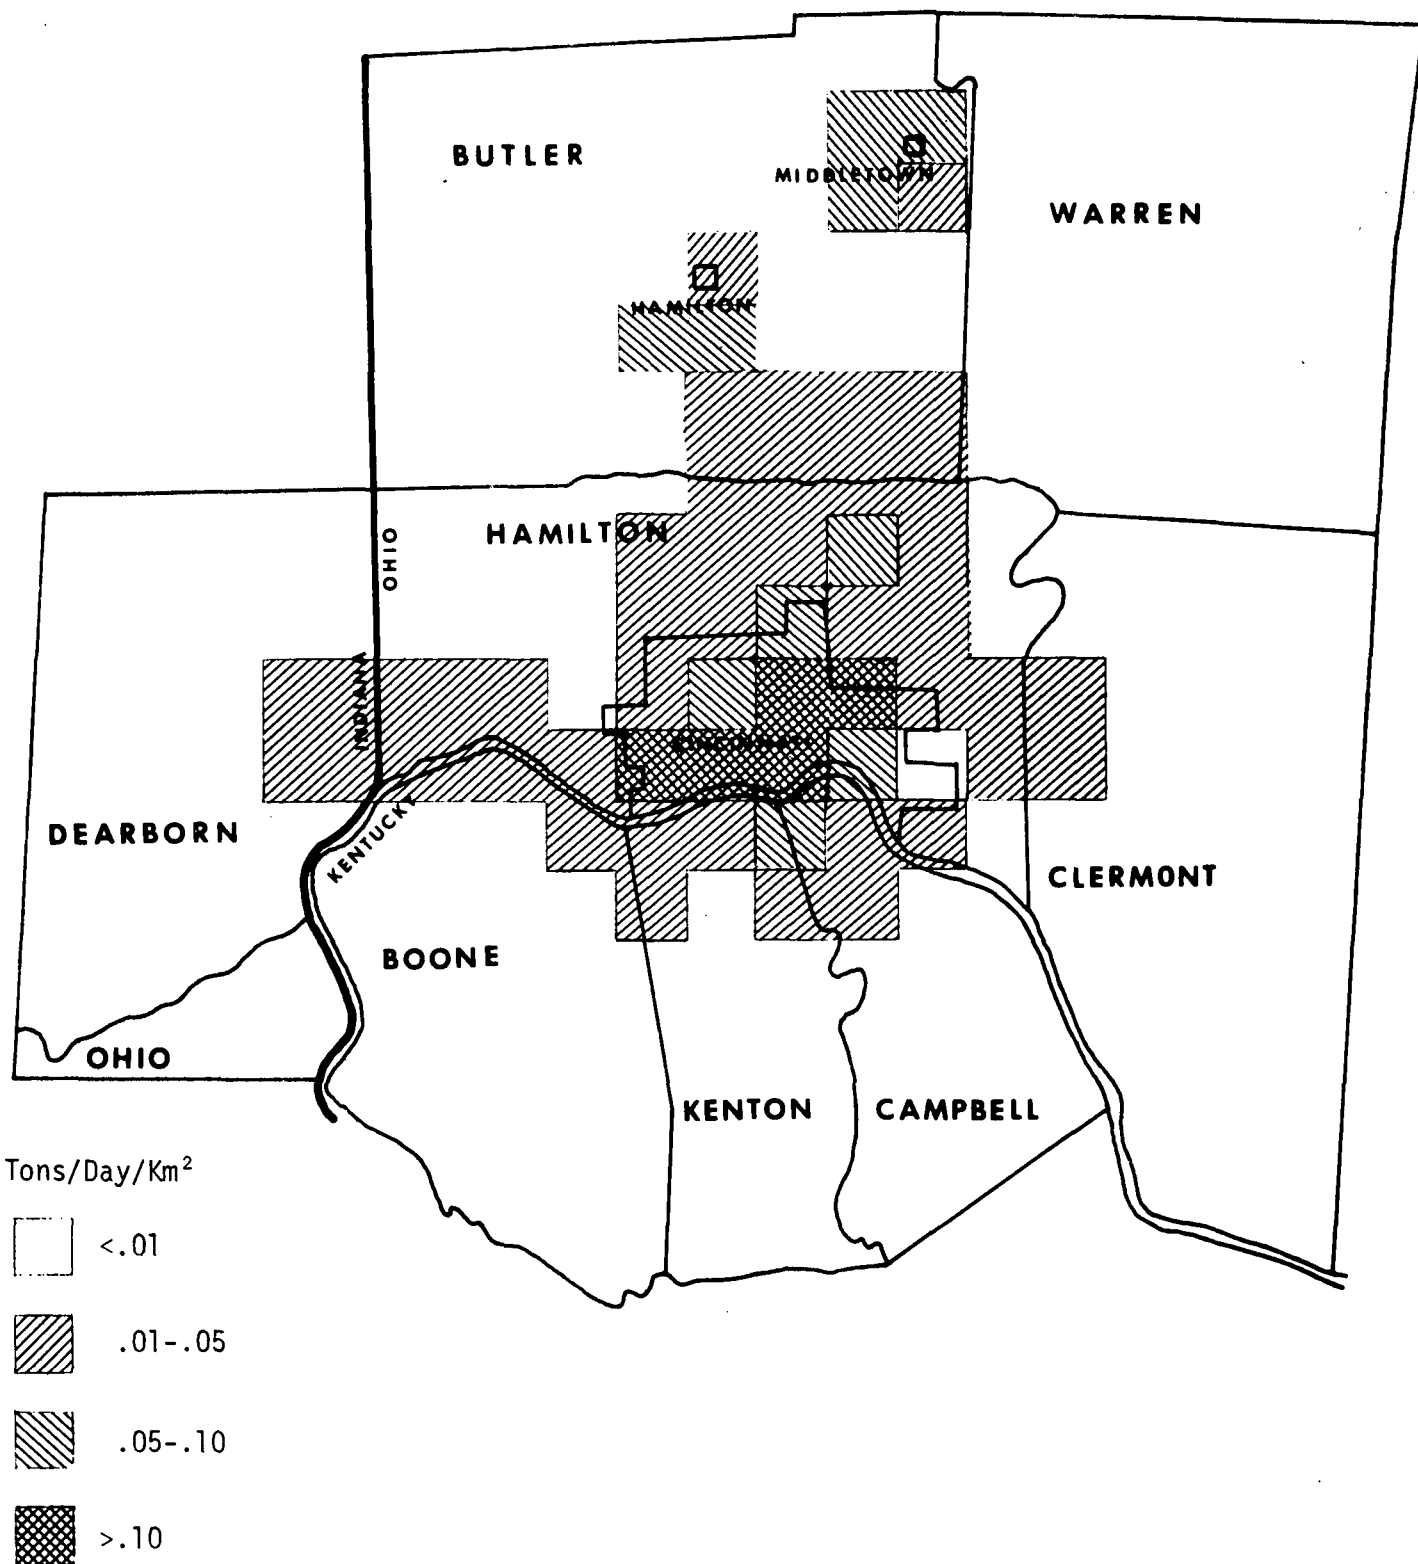 BUTLER
MIDDLETOWN
WARREN
HAMILTON
HAMILTON
OHIO
INDIANA
CINCINNATI
KENTUCKY
DEARBORN
CLERMONT
BOONE
OHIO
KENTON
CAMPBELL
Tons/Day/Km²
<.01
.01-.05
.05-.10
>.10